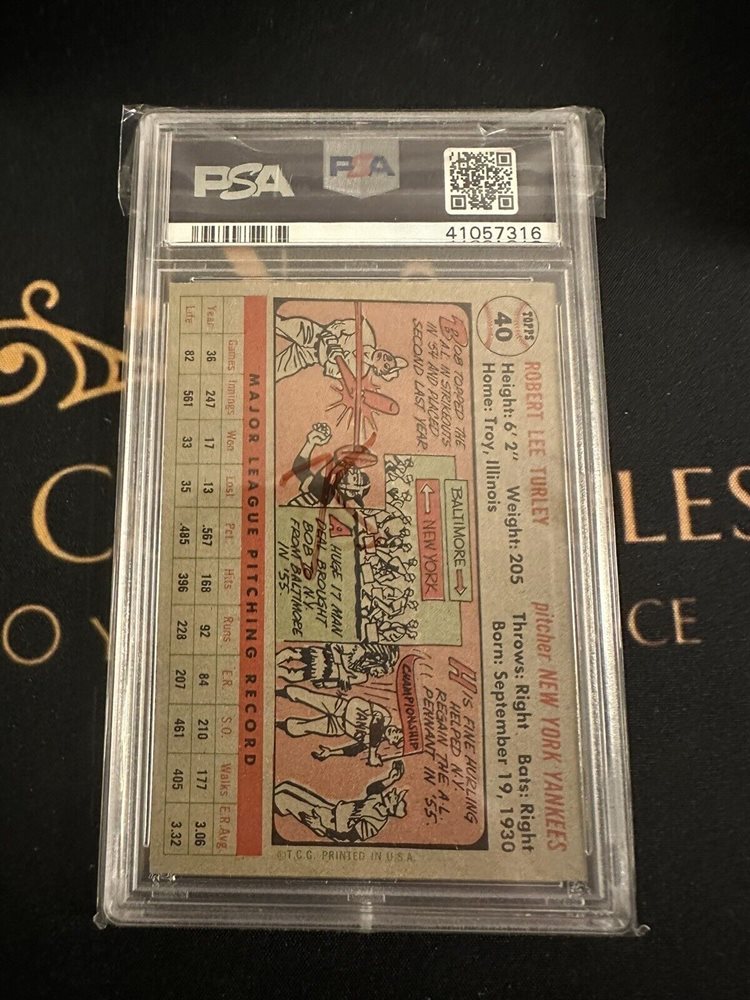 PSA
PSA
41057316
TOPPS
40
ROBERT LEE TURLEY pitcher NEW YORK YANKEES
Height: 6' 2" Weight: 205 Throws: Right Bats: Right
Home: Troy, Illinois Born: September 19, 1930
BOB TOPPED THE
A.L. IN STRIKEOUTS
IN '54 AND PLACED
SECOND LAST YEAR
BALTIMORE
NEW YORK
A HUGE 17 MAN
DEAL BROUGHT
BOB TO N.Y.
FROM BALTIMORE
IN '55.
HIS FINE HURLING
HELPED N.Y.
REGAIN THE A.L.
PENNANT IN '55.
CHAMPIONSHIP
YANKS
MAJOR LEAGUE PITCHING RECORD
Games Innings Won Lost Pct. Hits Runs E.R. S.O. Walks E.R.Avg.
Year 36 247 17 13 .567 168 92 84 210 177 3.06
Life 82 561 33 35 .485 396 228 207 461 405 3.32
©T.C.G. PRINTED IN U.S.A.
C
LES
O Y
CE